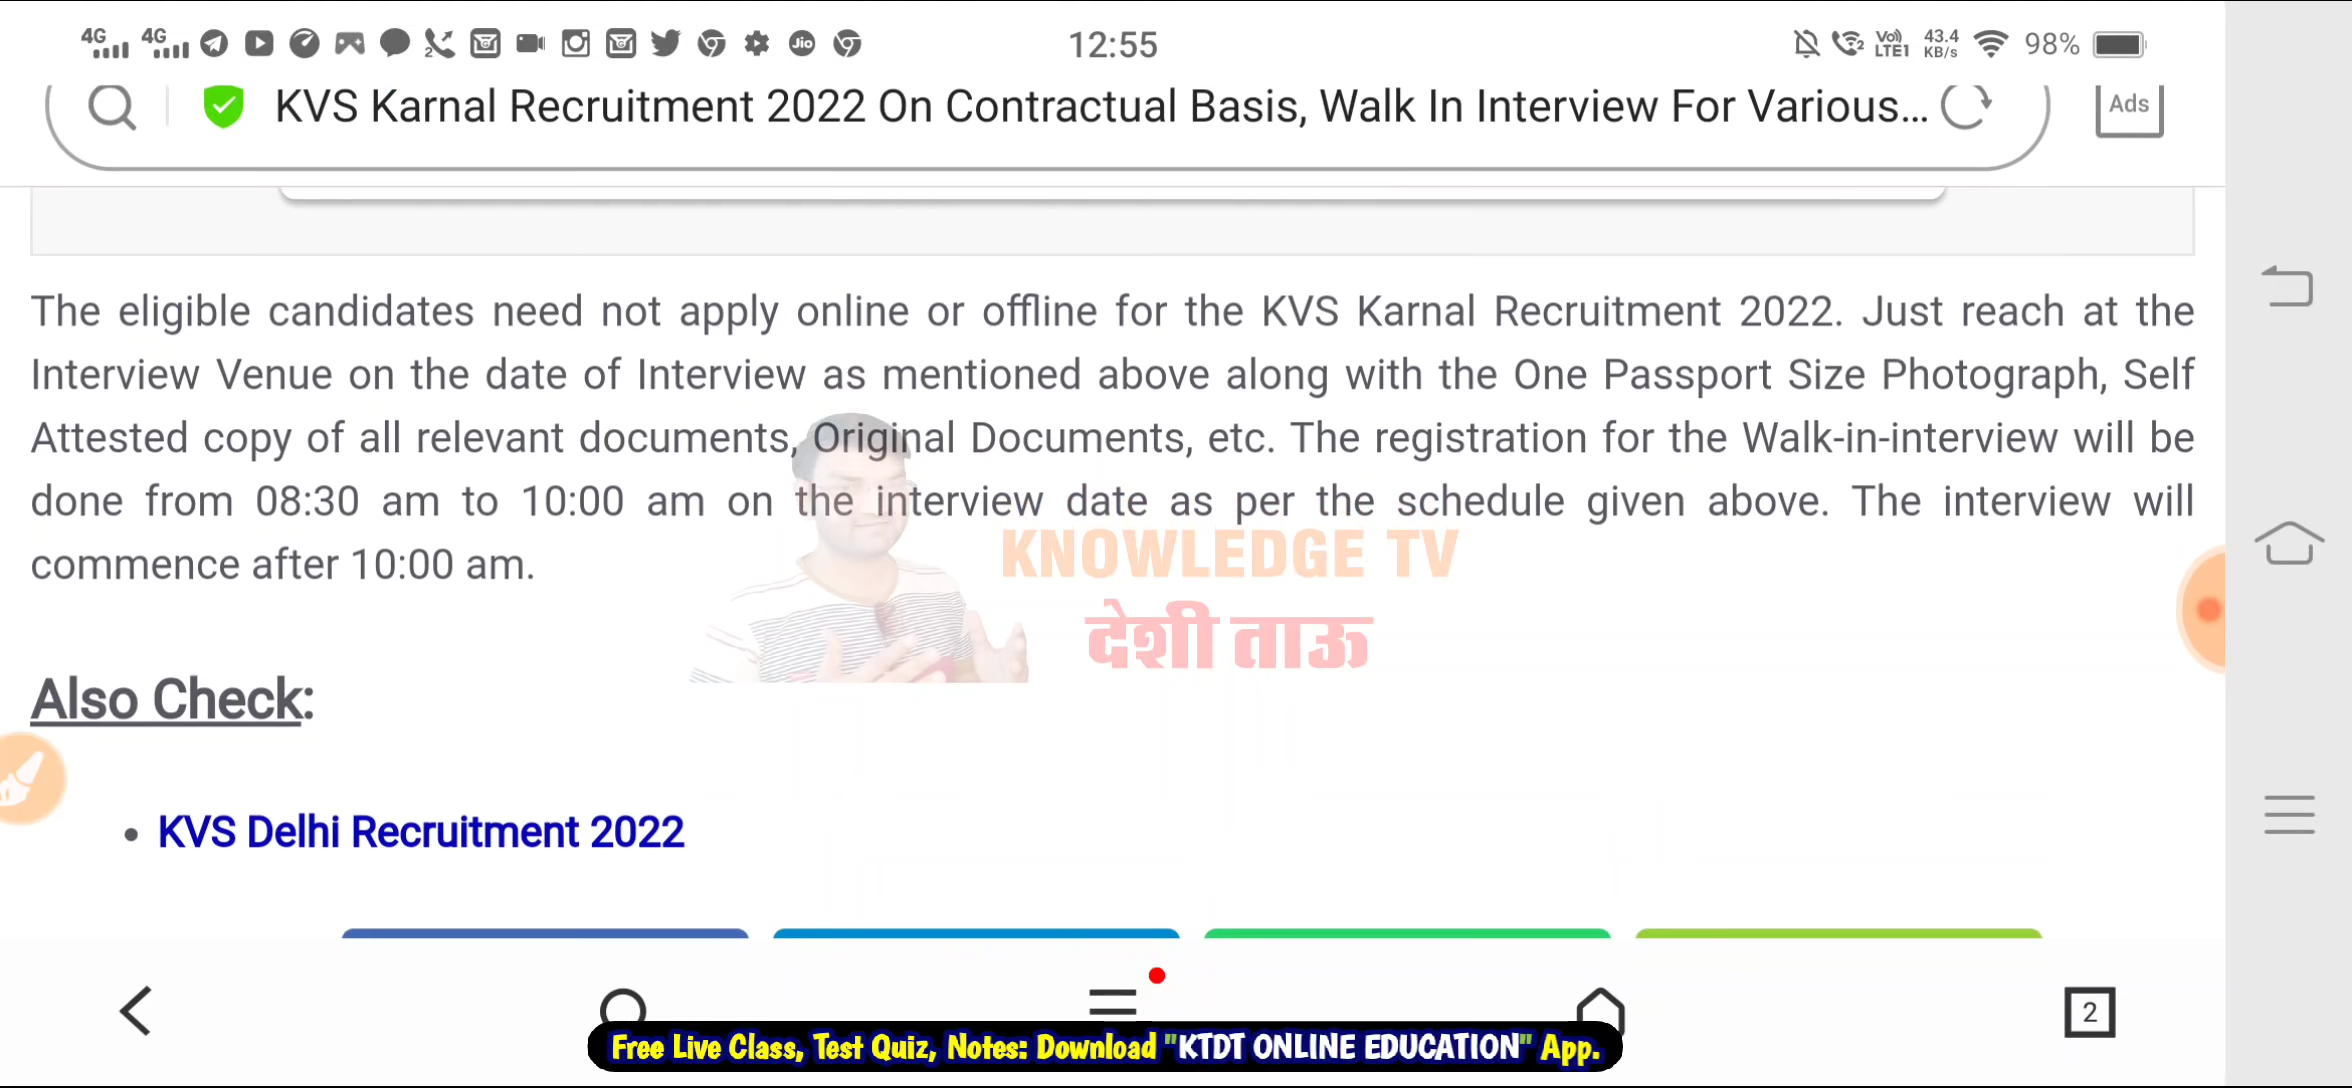 4G 4G 12:55 Vo) LTE1 43.4 KB/s 98%
KVS Karnal Recruitment 2022 On Contractual Basis, Walk In Interview For Various... Ads
The eligible candidates need not apply online or offline for the KVS Karnal Recruitment 2022. Just reach at the
Interview Venue on the date of Interview as mentioned above along with the One Passport Size Photograph, Self
Attested copy of all relevant documents, Original Documents, etc. The registration for the Walk-in-interview will be
done from 08:30 am to 10:00 am on the interview date as per the schedule given above. The interview will
commence after 10:00 am.
KNOWLEDGE TV
देशी ताऊ
Also Check:
• KVS Delhi Recruitment 2022
2
Free Live Class, Test Quiz, Notes: Download "KTDT ONLINE EDUCATION" App.